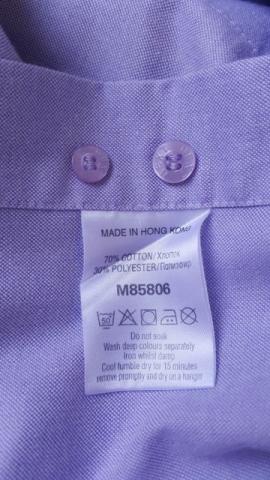 MADE IN HONG KONG
70% COTTON/Хлопок
30% POLYESTER/Полиэфир
M85806
50
Do not soak
Wash deep colours separately
Iron whilst damp
Cool tumble dry for 15 minutes
remove promptly and dry on a hanger